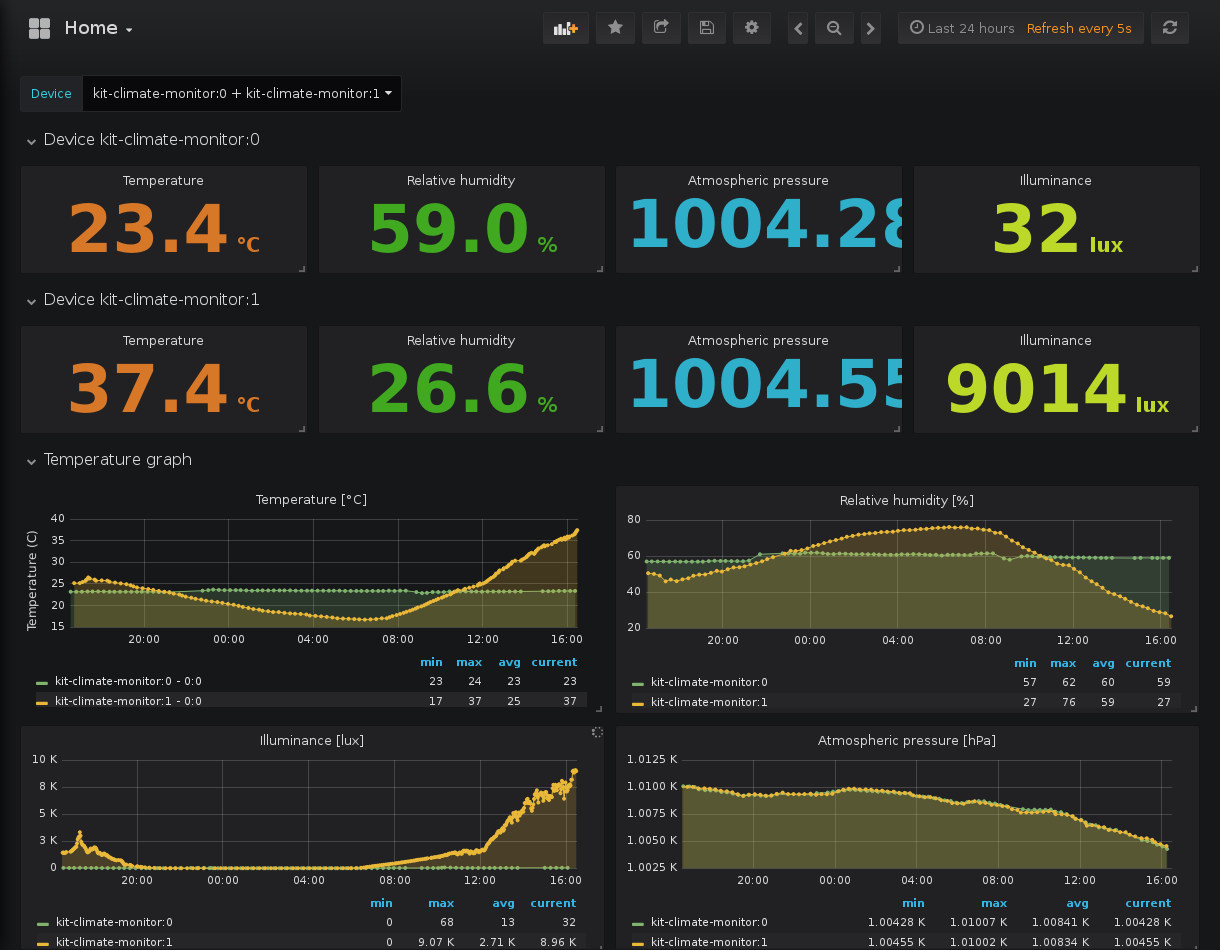 Home
Last 24 hours Refresh every 5s
Device kit-climate-monitor:0 + kit-climate-monitor:1
Device kit-climate-monitor:0
Temperature Relative humidity Atmospheric pressure Illuminance
23.4 °C 59.0 % 1004.28 32 lux
Device kit-climate-monitor:1
Temperature Relative humidity Atmospheric pressure Illuminance
37.4 °C 26.6 % 1004.55 9014 lux
Temperature graph
Temperature [°C]
Temperature (C)
40
35
30
25
20
15
20:00 00:00 04:00 08:00 12:00 16:00
min max avg current
kit-climate-monitor:0 - 0:0 23 24 23 23
kit-climate-monitor:1 - 0:0 17 37 25 37
Relative humidity [%]
80
60
40
20
20:00 00:00 04:00 08:00 12:00 16:00
min max avg current
kit-climate-monitor:0 57 62 60 59
kit-climate-monitor:1 27 76 59 27
Illuminance [lux]
10 K
8 K
5 K
3 K
0
20:00 00:00 04:00 08:00 12:00 16:00
min max avg current
kit-climate-monitor:0 0 68 13 32
kit-climate-monitor:1 0 9.07 K 2.71 K 8.96 K
Atmospheric pressure [hPa]
1.0125 K
1.0100 K
1.0075 K
1.0050 K
1.0025 K
20:00 00:00 04:00 08:00 12:00 16:00
min max avg current
kit-climate-monitor:0 1.00428 K 1.01007 K 1.00841 K 1.00428 K
kit-climate-monitor:1 1.00455 K 1.01002 K 1.00834 K 1.00455 K